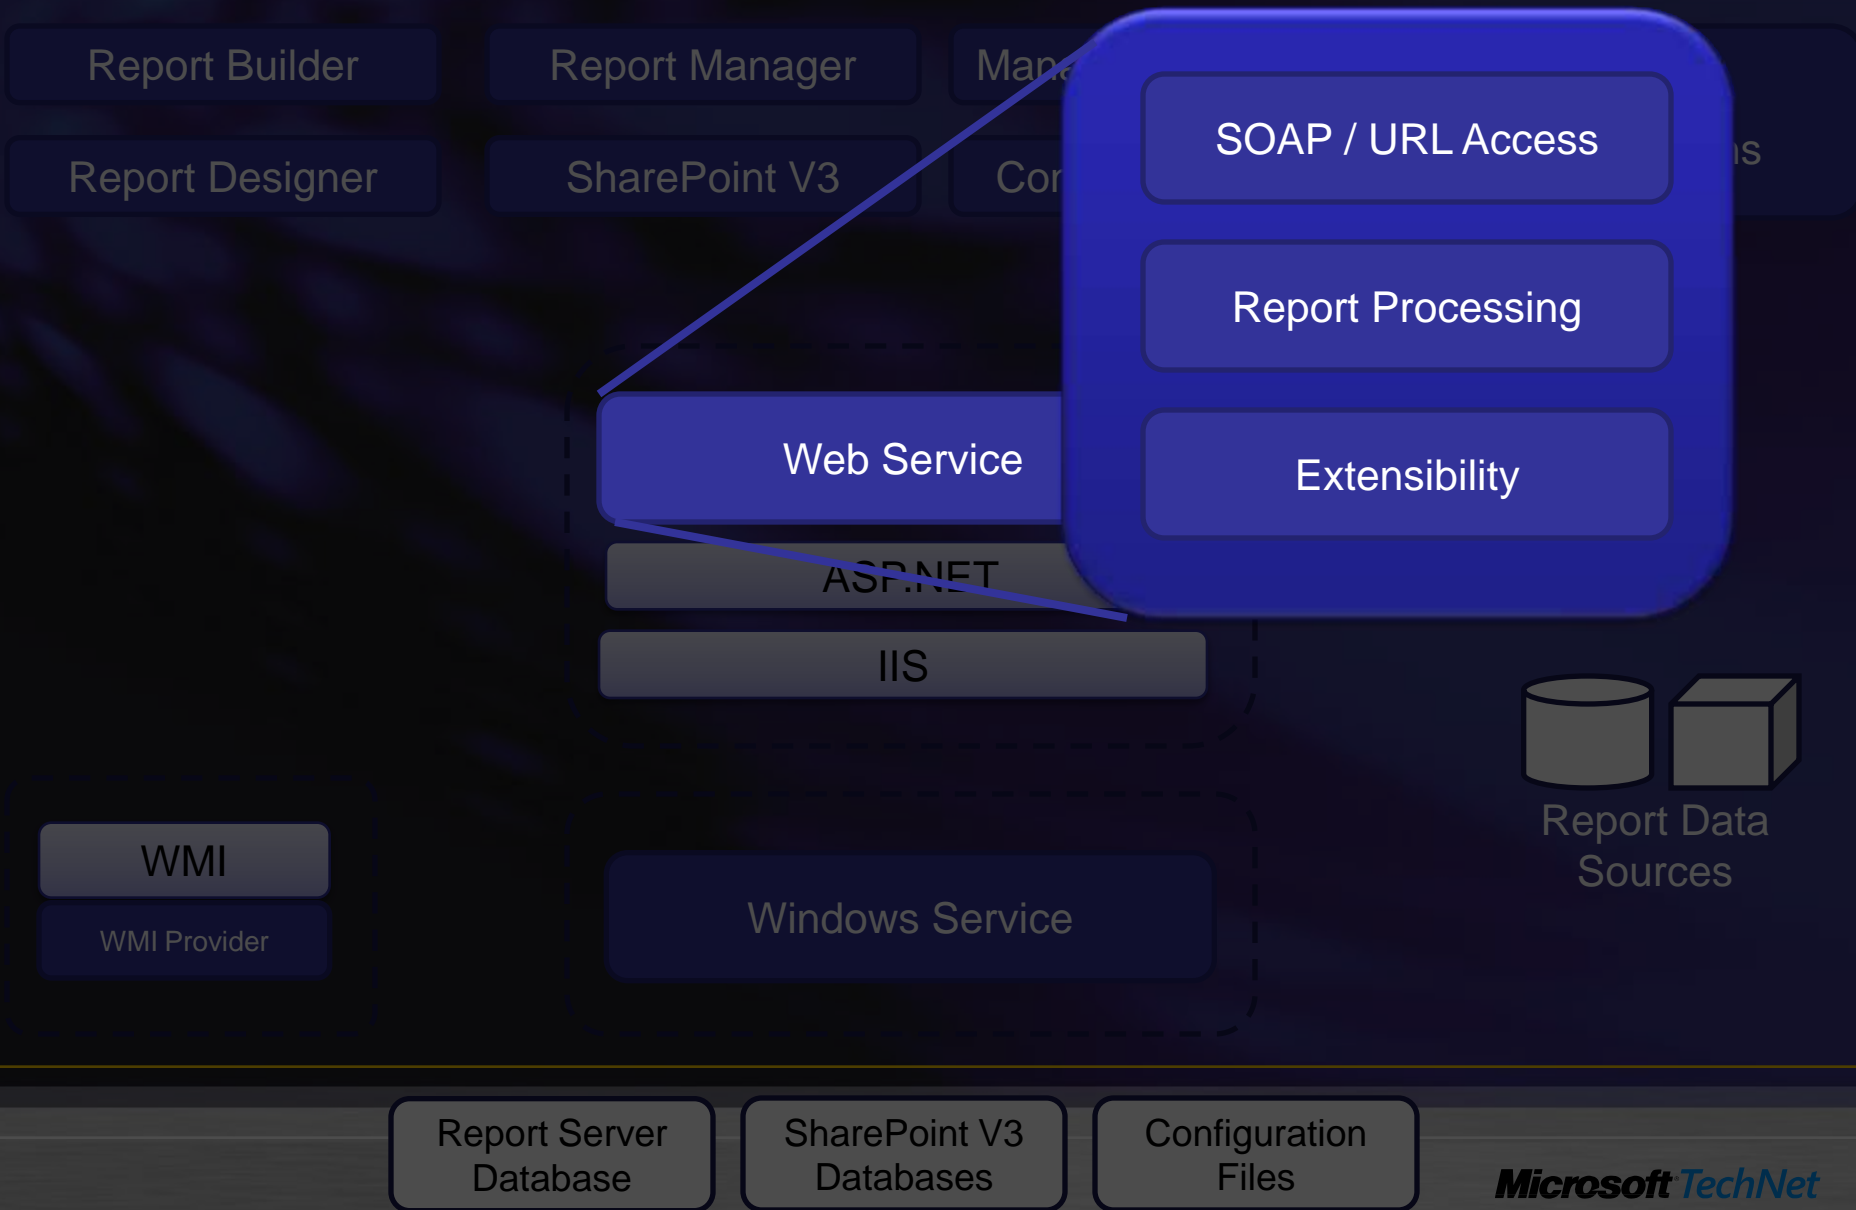 Report Builder
Report Manager
Report Designer
SharePoint V3
SOAP / URL Access
Report Processing
Extensibility
Web Service
ASP.NET
IIS
Report Data
Sources
WMI
WMI Provider
Windows Service
Report Server
Database
SharePoint V3
Databases
Configuration
Files
Microsoft TechNet